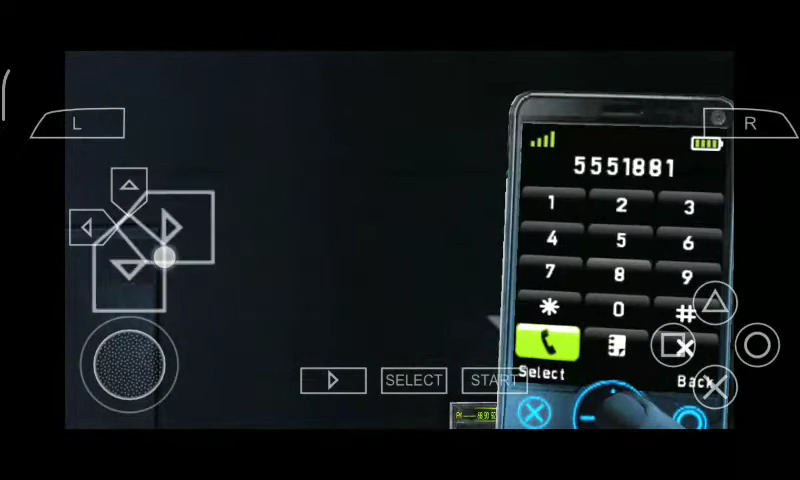 L
R
5551881
1 2 3
4 5 6
7 8 9
* 0 #
Select
Back
SELECT
START